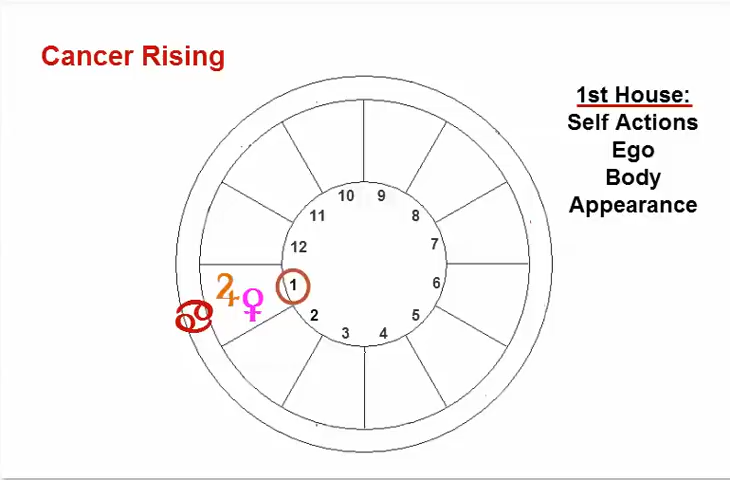 Cancer Rising
1st House:
Self Actions
Ego
Body
Appearance
10 9
11 8
12 7
1 6
2 5
3 4